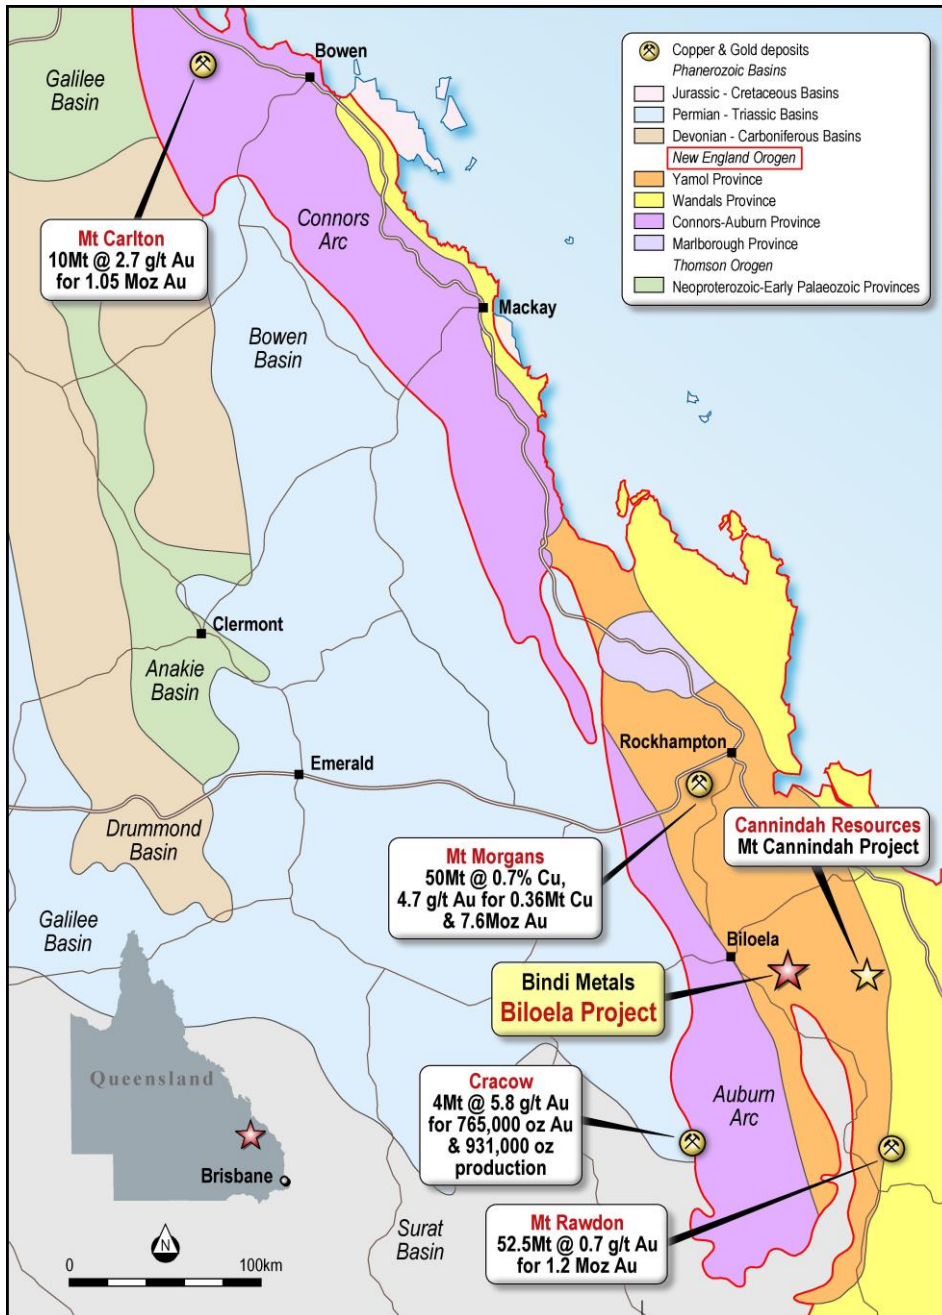 Galilee
Basin
Bowen
Mt Carlton
10Mt @ 2.7 g/t Au
for 1.05 Moz Au
Connors
Arc
Copper & Gold deposits
Phanerozoic Basins
Jurassic - Cretaceous Basins
Permian - Triassic Basins
Devonian - Carboniferous Basins
New England Orogen
Yamol Province
Wandals Province
Connors-Auburn Province
Marlborough Province
Thomson Orogen
Neoproterozoic-Early Palaeozoic Provinces
Mackay
Bowen
Basin
Clermont
Anakie
Basin
Emerald
Rockhampton
Drummond
Basin
Mt Morgans
50Mt @ 0.7% Cu,
4.7 g/t Au for 0.36Mt Cu
& 7.6Moz Au
Cannindah Resources
Mt Cannindah Project
Galilee
Basin
Biloela
Bindi Metals
Biloela Project
Queensland
Brisbane
Cracow
4Mt @ 5.8 g/t Au
for 765,000 oz Au
& 931,000 oz
production
Auburn
Arc
Surat
Basin
Mt Rawdon
52.5Mt @ 0.7 g/t Au
for 1.2 Moz Au
N
0 100km